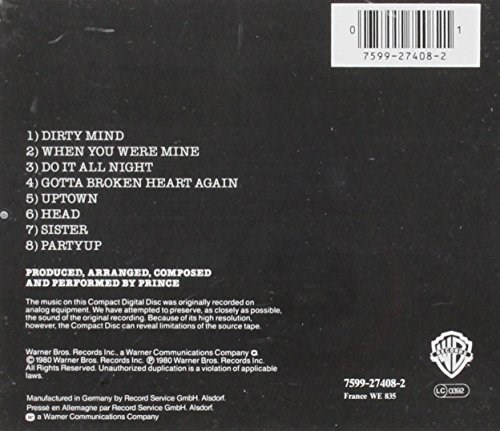 0 7599-27408-2 1
1) DIRTY MIND
2) WHEN YOU WERE MINE
3) DO IT ALL NIGHT
4) GOTTA BROKEN HEART AGAIN
5) UPTOWN
6) HEAD
7) SISTER
8) PARTYUP
PRODUCED, ARRANGED, COMPOSED
AND PERFORMED BY PRINCE
The music on this Compact Digital Disc was originally recorded on
analog equipment. We have attempted to preserve, as closely as possible,
the sound of the original recording. Because of its high resolution,
however, the Compact Disc can reveal limitations of the source tape.
Warner Bros. Records Inc., a Warner Communications Company
© 1980 Warner Bros. Records Inc. ℗ 1980 Warner Bros. Records Inc.
All Rights Reserved. Unauthorized duplication is a violation of applicable
laws.
Manufactured in Germany by Record Service GmbH. Alsdorf.
Pressé en Allemagne par Record Service GmbH. Alsdorf.
a Warner Communications Company
WB
RECORDS
7599-27408-2
France WE 835
LC 0392